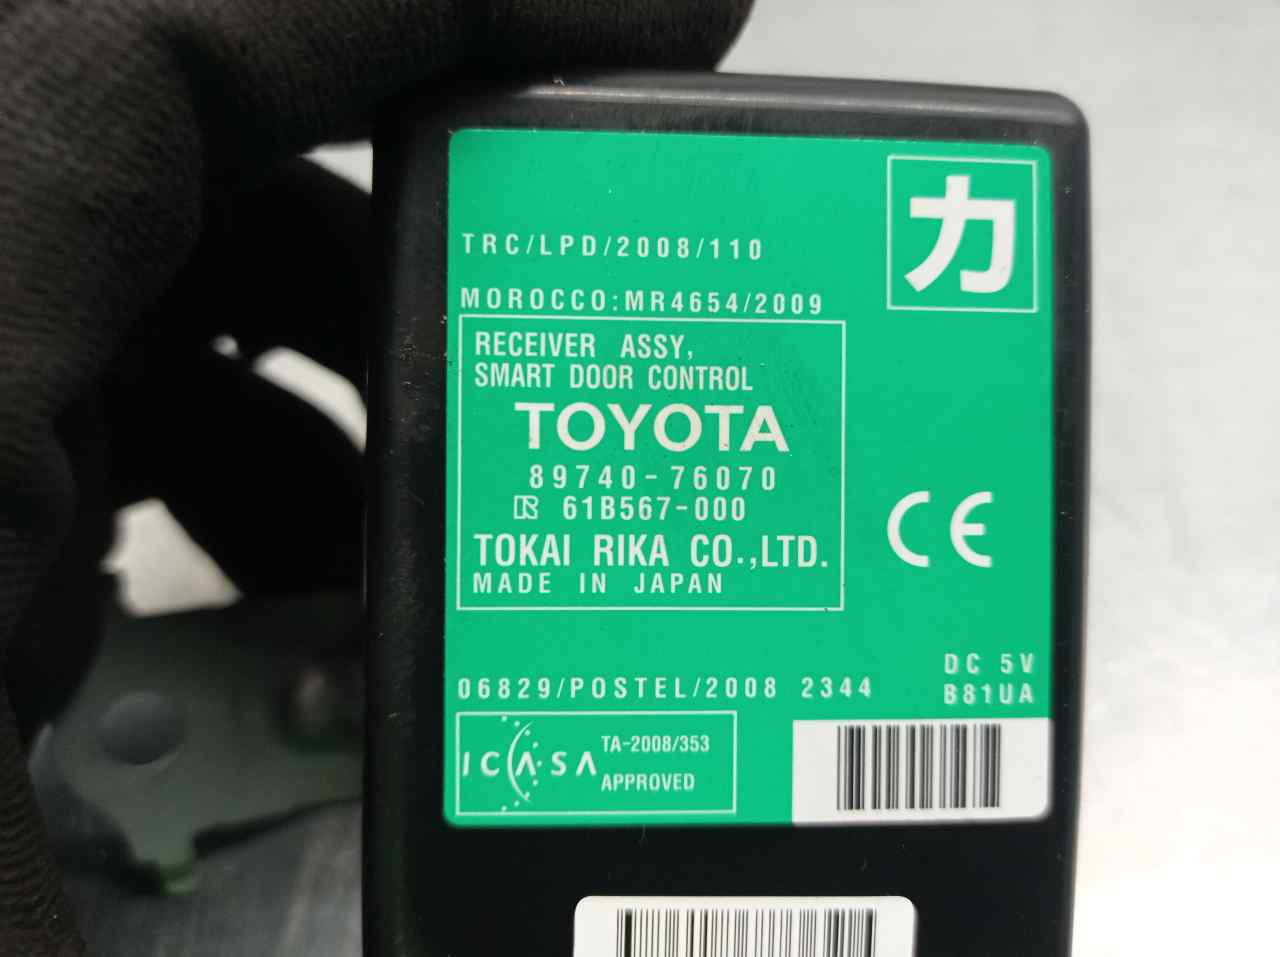 力
TRC/LPD/2008/110
MOROCCO:MR4654/2009
RECEIVER ASSY,
SMART DOOR CONTROL
TOYOTA
89740-76070
61B567-000
TOKAI RIKA CO.,LTD.
MADE IN JAPAN
CE
DC 5V
B81UA
06829/POSTEL/2008 2344
ICASA
TA-2008/353
APPROVED